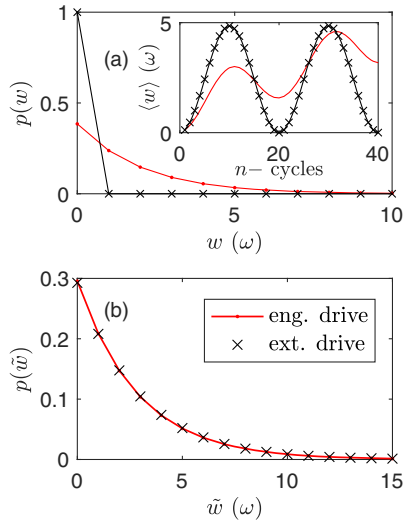 1
0.5
0
p(w)
(a)
5
0
⟨w⟩ (ω)
0 20 40
n− cycles
0 5 10
w (ω)
0.3
0.2
0.1
0
p(w̃)
(b)
eng. drive
ext. drive
0 5 10 15
w̃ (ω)